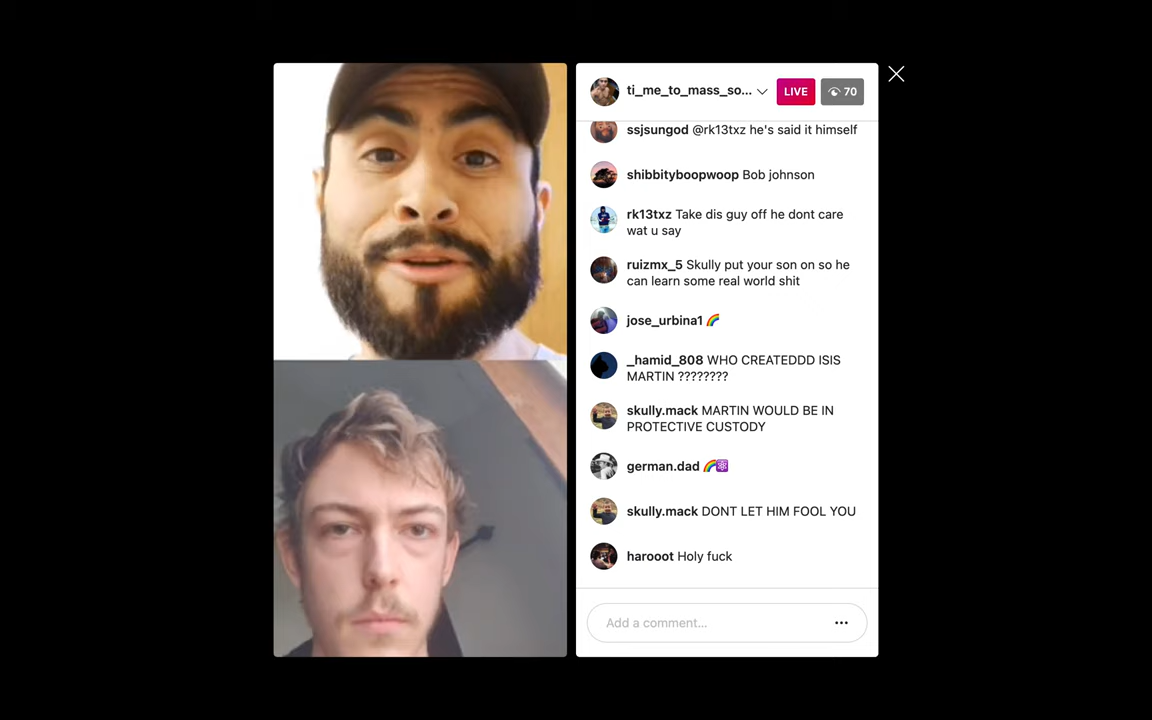 ti_me_to_mass_so...
LIVE
70
ssjsungod @rk13txz he's said it himself
shibbityboopwoop Bob johnson
rk13txz Take dis guy off he dont care
wat u say
ruizmx_5 Skully put your son on so he
can learn some real world shit
jose_urbina1 🌈
_hamid_808 WHO CREATEDDD ISIS
MARTIN ????????
skully.mack MARTIN WOULD BE IN
PROTECTIVE CUSTODY
german.dad 🌈⚛️
skully.mack DONT LET HIM FOOL YOU
harooot Holy fuck
Add a comment...